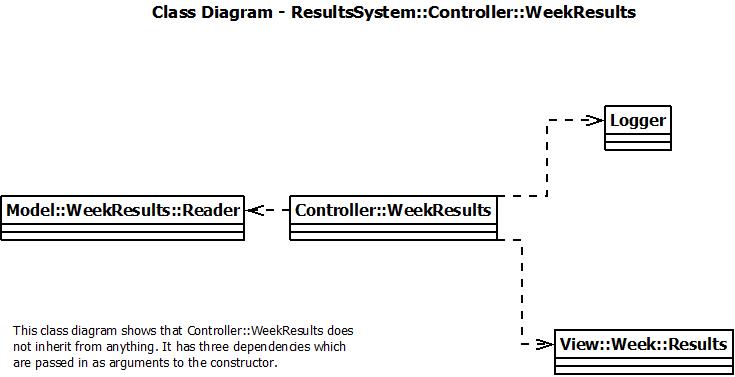 Class Diagram - ResultsSystem::Controller::WeekResults
Logger
Model::WeekResults::Reader
Controller::WeekResults
This class diagram shows that Controller::WeekResults does
not inherit from anything. It has three dependencies which
are passed in as arguments to the constructor.
View::Week::Results